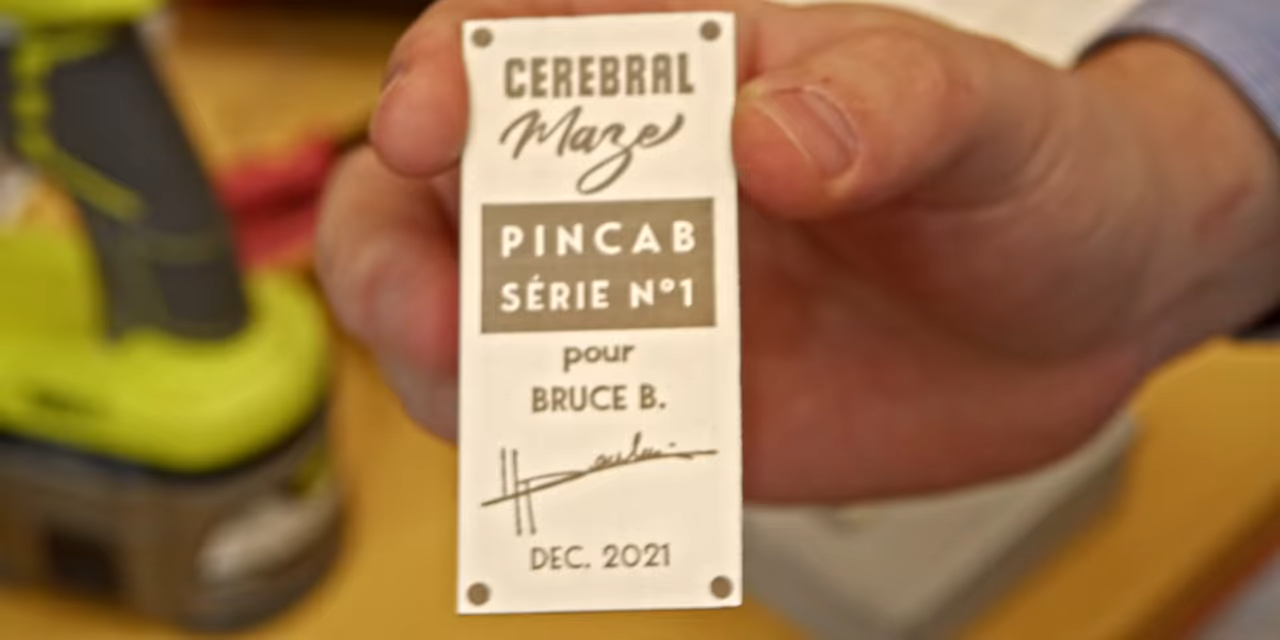 CEREBRAL
Maze
PINCAB
SÉRIE N°1
pour
BRUCE B.
DEC. 2021